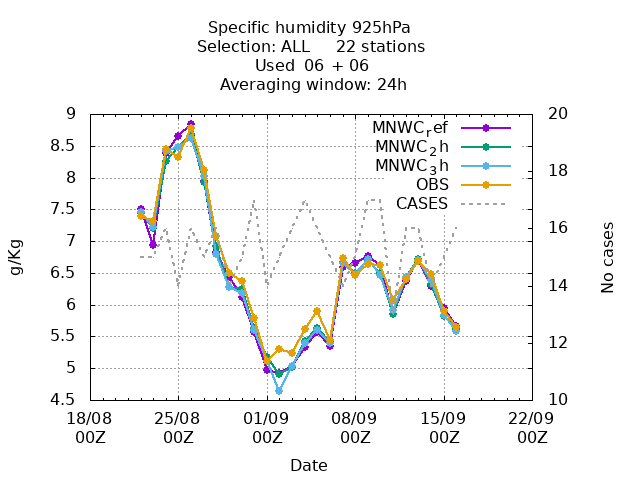 Specific humidity 925hPa
Selection: ALL 22 stations
Used 06 + 06
Averaging window: 24h
9 20
MNWC_ref
8.5 MNWC_2h
MNWC_3h
8 18
OBS
7.5 CASES
7 16
g/Kg No cases
6.5
6 14
5.5 12
5
4.5 10
18/08 25/08 01/09 08/09 15/09 22/09
00Z 00Z 00Z 00Z 00Z 00Z
Date